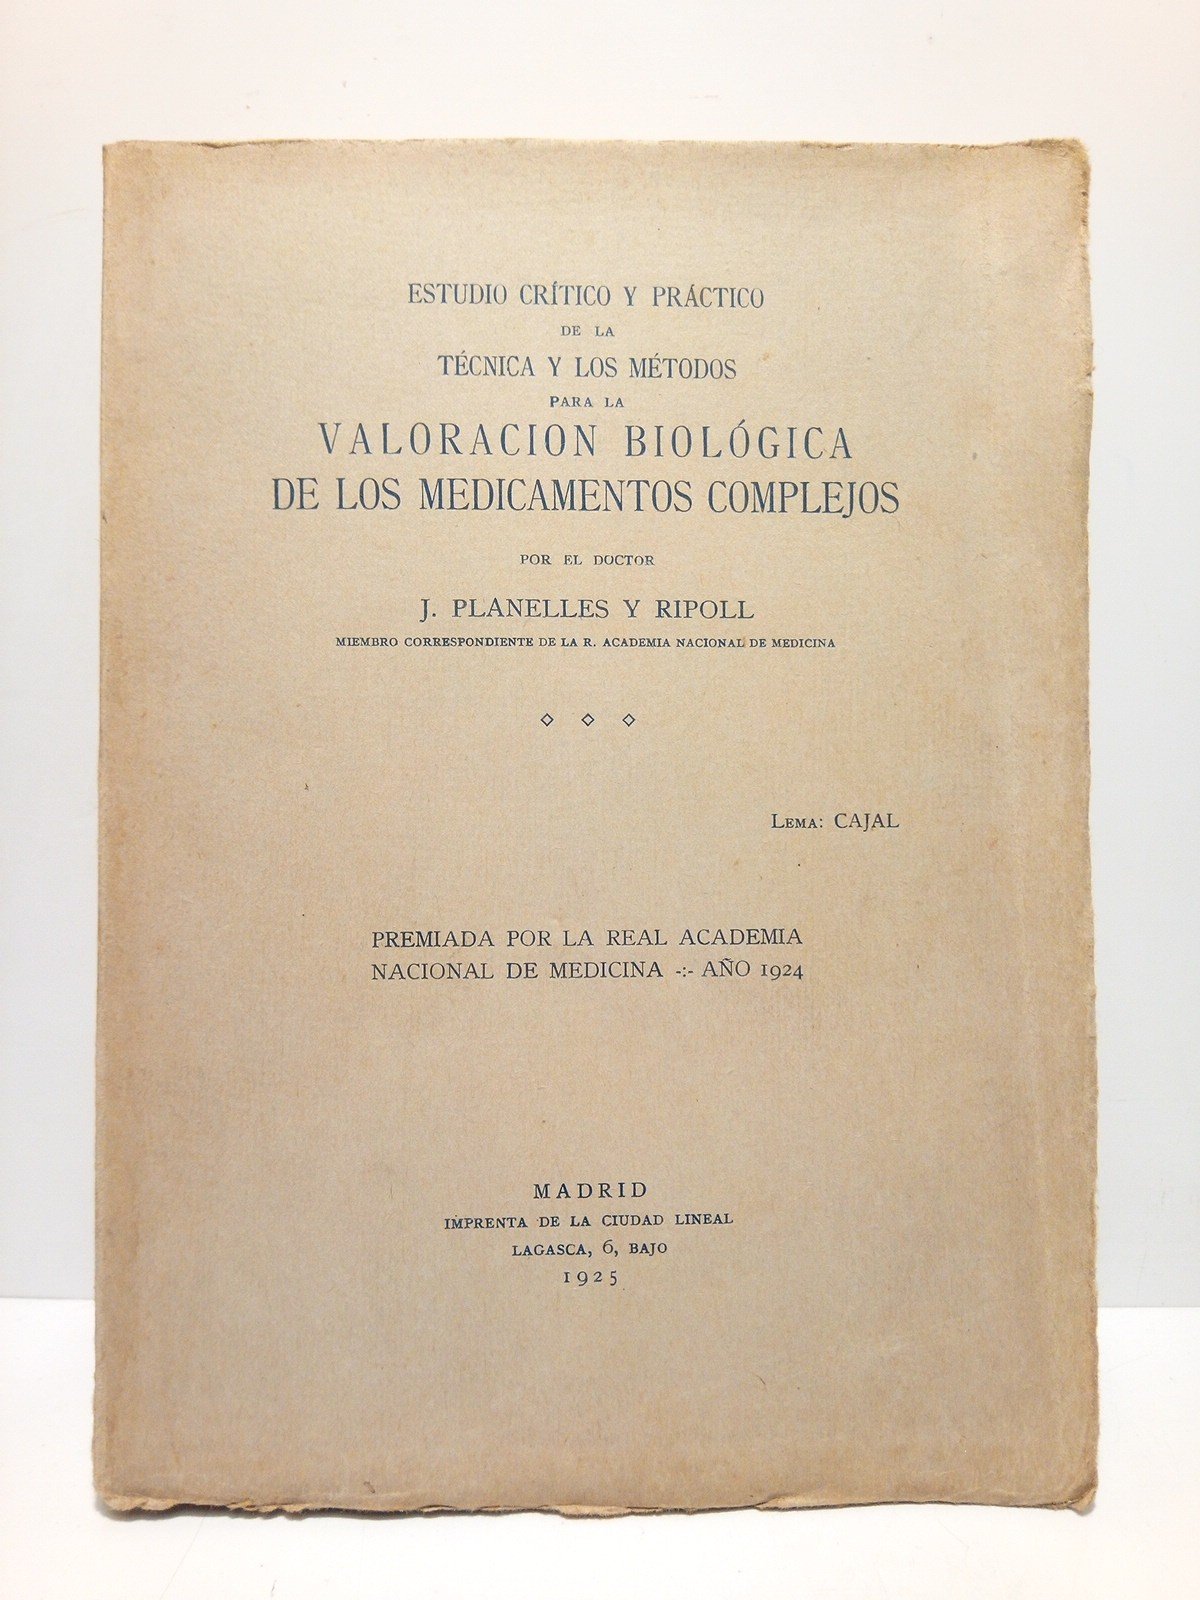 ESTUDIO CRÍTICO Y PRÁCTICO
DE LA
TÉCNICA Y LOS MÉTODOS
PARA LA
VALORACION BIOLÓGICA
DE LOS MEDICAMENTOS COMPLEJOS
POR EL DOCTOR
J. PLANELLES Y RIPOLL
MIEMBRO CORRESPONDIENTE DE LA R. ACADEMIA NACIONAL DE MEDICINA
LEMA: CAJAL
PREMIADA POR LA REAL ACADEMIA
NACIONAL DE MEDICINA -:- AÑO 1924
MADRID
IMPRENTA DE LA CIUDAD LINEAL
LAGASCA, 6, BAJO
1925